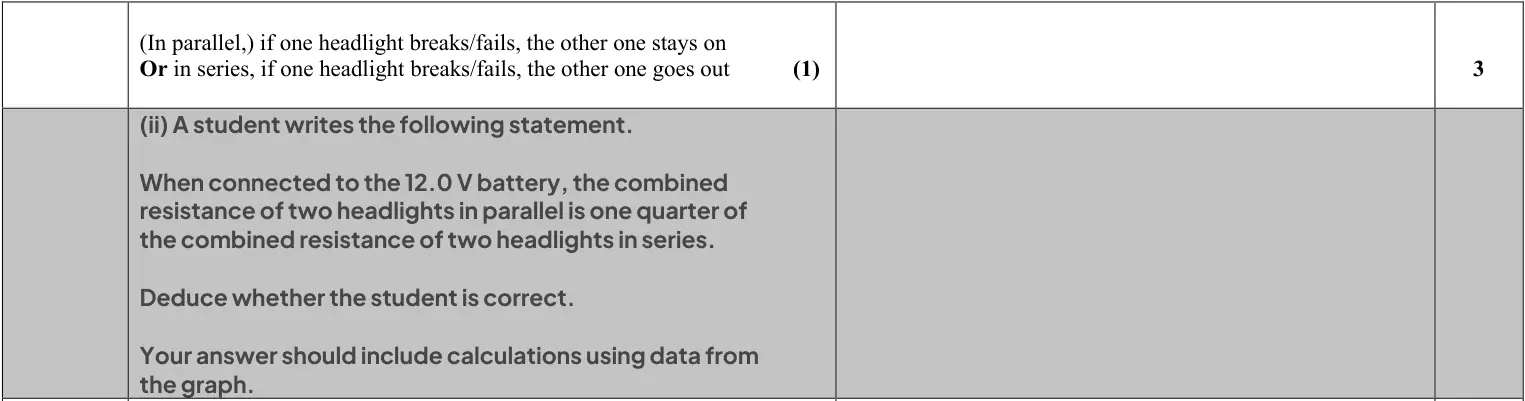 (In parallel,) if one headlight breaks/fails, the other one stays on
Or in series, if one headlight breaks/fails, the other one goes out (1)
3
(ii) A student writes the following statement.
When connected to the 12.0 V battery, the combined
resistance of two headlights in parallel is one quarter of
the combined resistance of two headlights in series.
Deduce whether the student is correct.
Your answer should include calculations using data from
the graph.